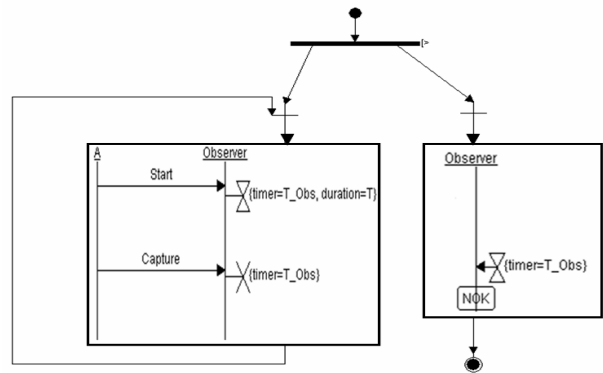 [>
A
Observer
Start
{timer=T_Obs, duration=T}
Capture
{timer=T_Obs}
Observer
{timer=T_Obs}
NOK